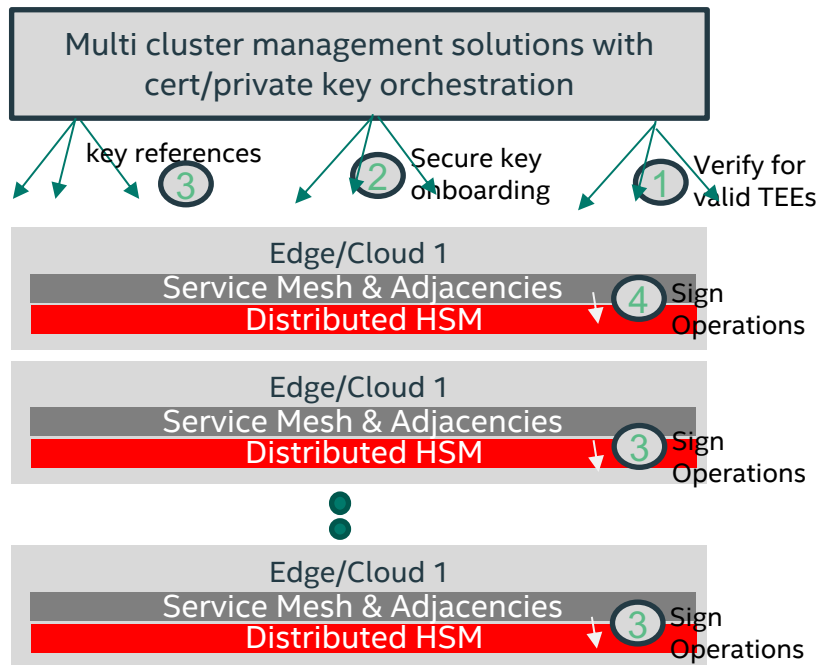 Multi cluster management solutions with
cert/private key orchestration
key references
3
2
Secure key
onboarding
1
Verify for
valid TEEs
Edge/Cloud 1
Service Mesh & Adjacencies
Distributed HSM
4
Sign
Operations
Edge/Cloud 1
Service Mesh & Adjacencies
Distributed HSM
3
Sign
Operations
Edge/Cloud 1
Service Mesh & Adjacencies
Distributed HSM
3
Sign
Operations